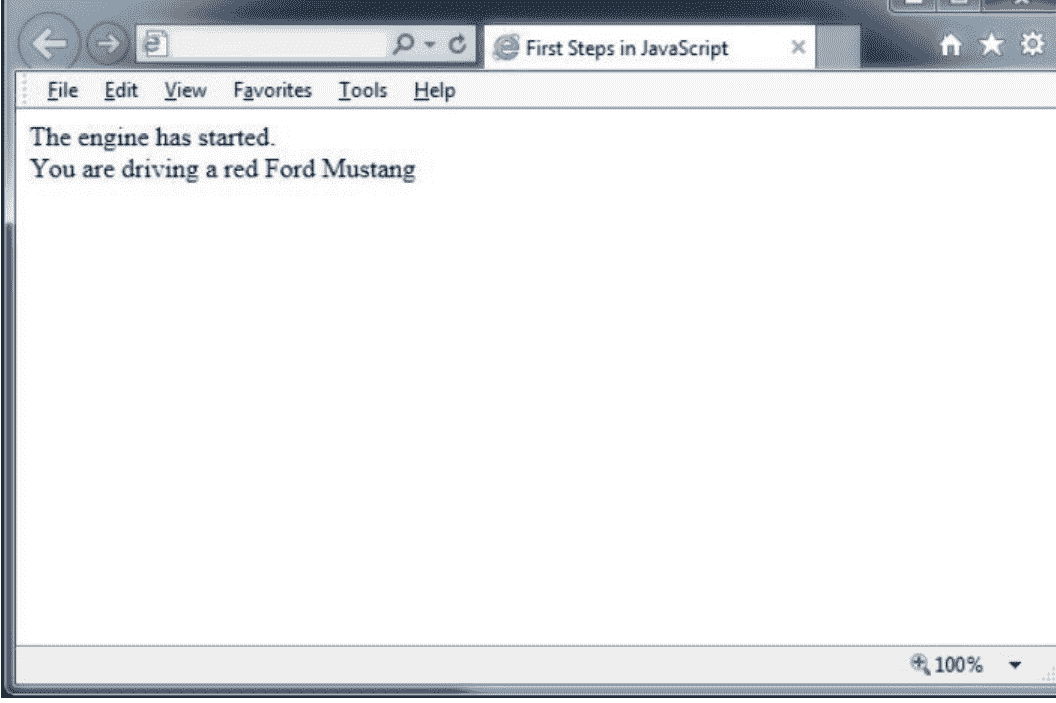 First Steps in JavaScript
File Edit View Favorites Tools Help
The engine has started.
You are driving a red Ford Mustang
100%